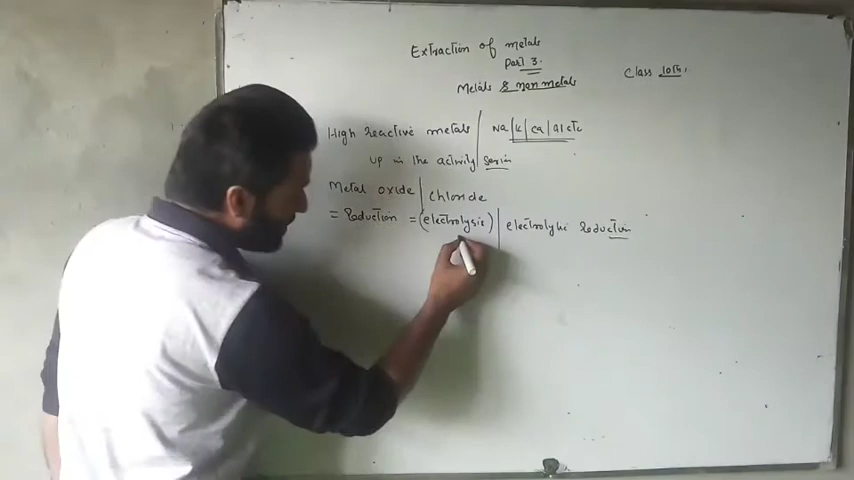 Extraction of metals
Part 3.
Metals & non metals
Class 10th.
High reactive metals | Na|K|Ca|Al etc
up in the activity series
Metal oxide | chloride
= Reduction = (electrolysis) | electrolytic Reduction